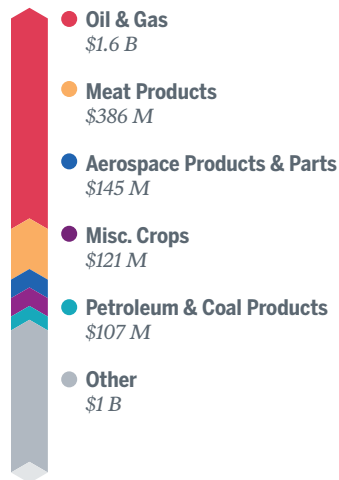 Oil & Gas
$1.6 B
Meat Products
$386 M
Aerospace Products & Parts
$145 M
Misc. Crops
$121 M
Petroleum & Coal Products
$107 M
Other
$1 B